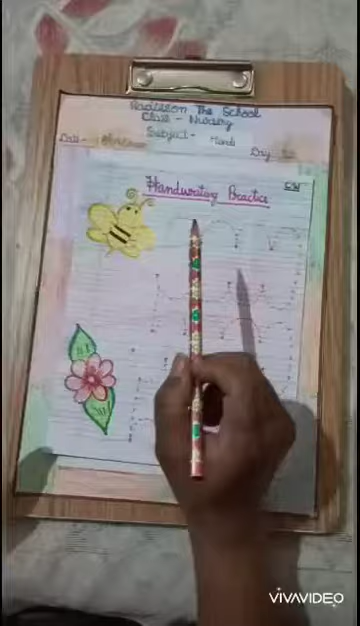 Radisson The School
Class - Nursery
Subject - Hindi
Date -
Day
C.W
Handwriting Practice
VIVAVIDEO